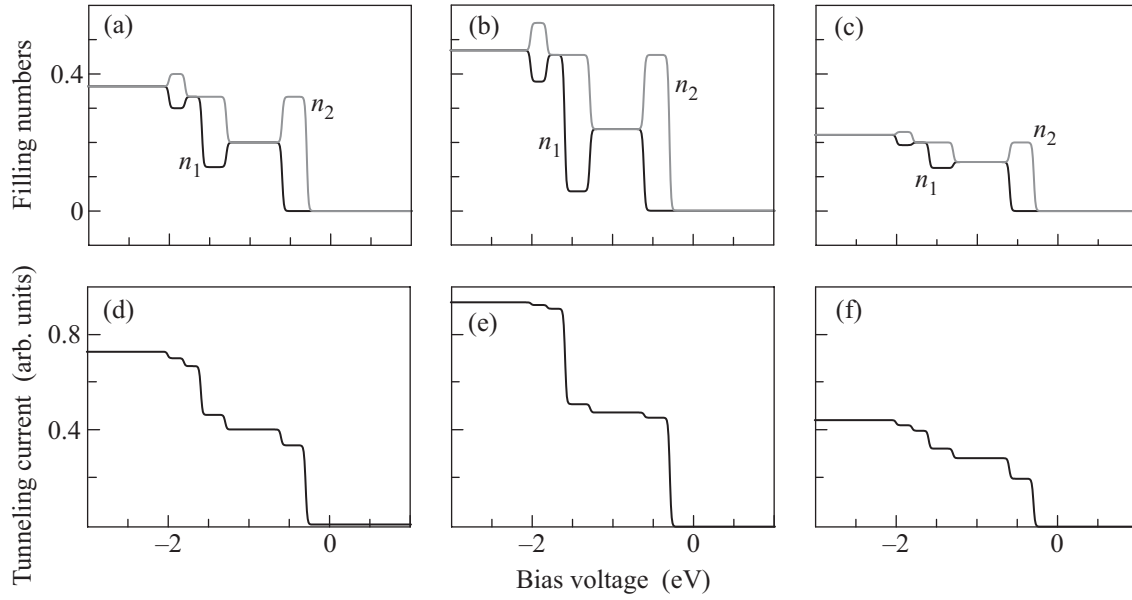 (a)
(b)
(c)
Filling numbers
0.4
0
n1
n2
n1
n2
n1
n2
(d)
(e)
(f)
Tunneling current (arb. units)
0.8
0.4
–2
0
–2
0
–2
0
Bias voltage (eV)